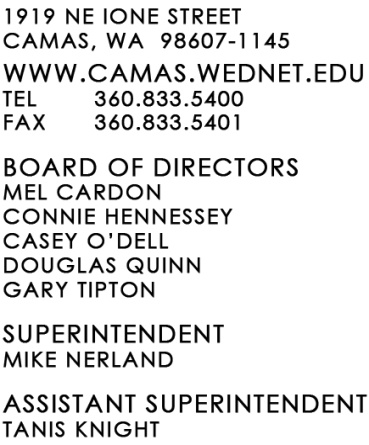 1919 NE IONE STREET
CAMAS, WA 98607-1145
WWW.CAMAS.WEDNET.EDU
TEL 360.833.5400
FAX 360.833.5401
BOARD OF DIRECTORS
MEL CARDON
CONNIE HENNESSEY
CASEY O'DELL
DOUGLAS QUINN
GARY TIPTON
SUPERINTENDENT
MIKE NERLAND
ASSISTANT SUPERINTENDENT
TANIS KNIGHT